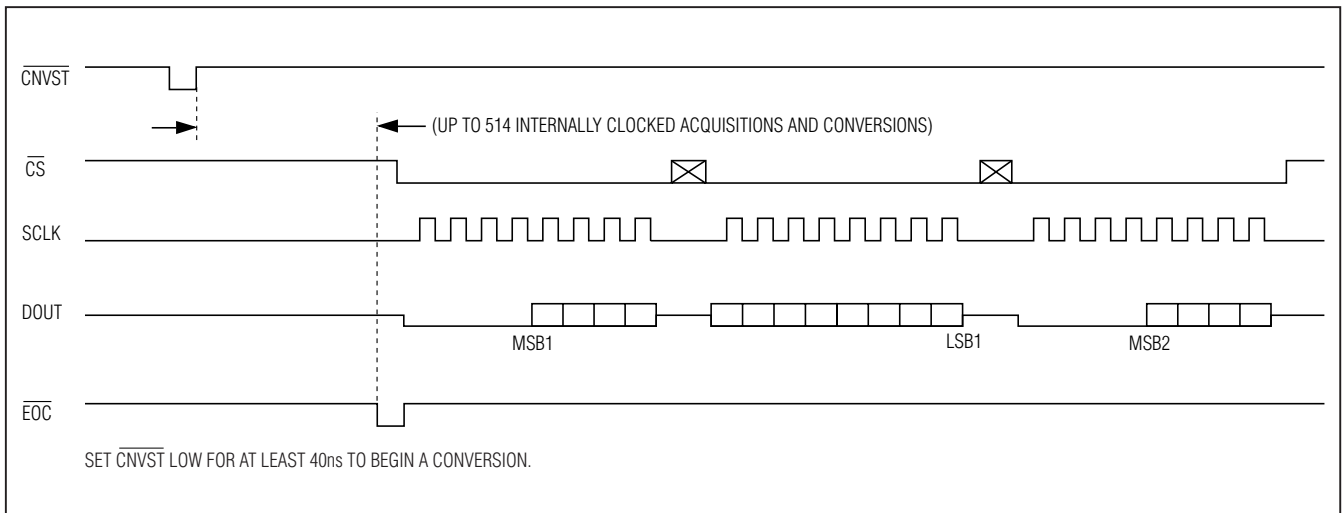 CNVST
(UP TO 514 INTERNALLY CLOCKED ACQUISITIONS AND CONVERSIONS)
CS
SCLK
DOUT
MSB1
LSB1
MSB2
EOC
SET CNVST LOW FOR AT LEAST 40ns TO BEGIN A CONVERSION.